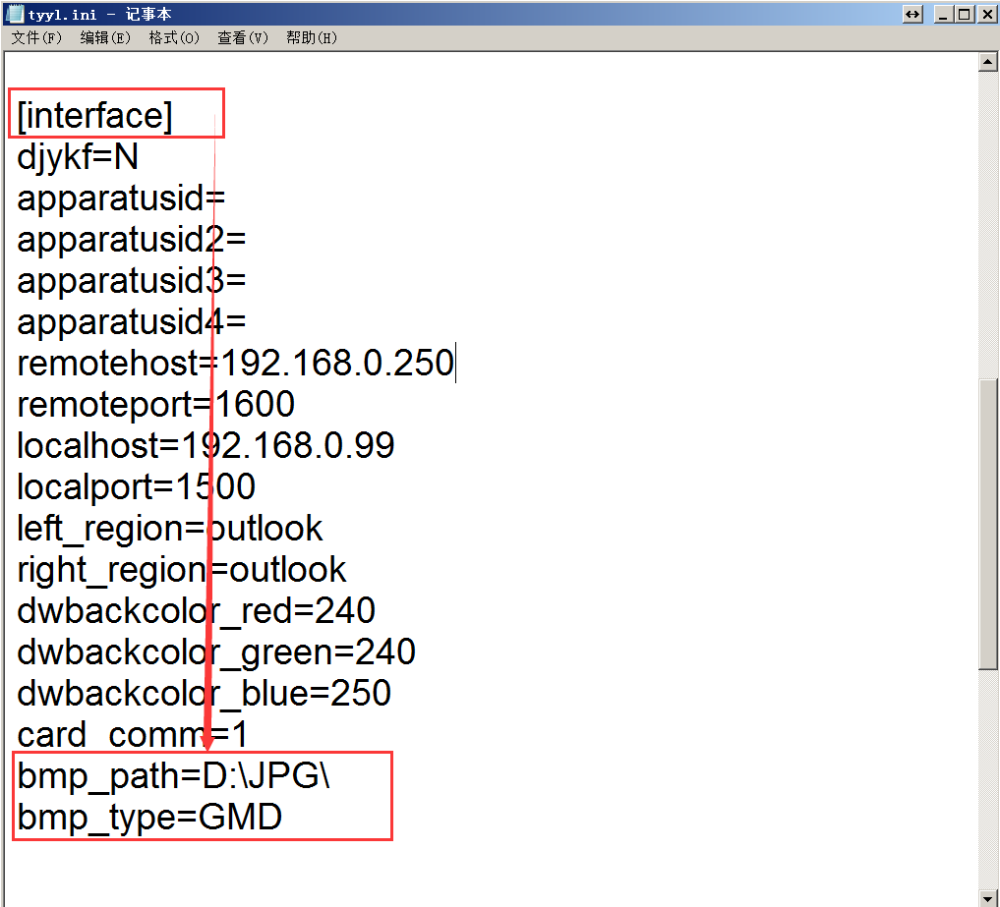 tyyl.ini - 记事本
文件(F) 编辑(E) 格式(O) 查看(V) 帮助(H)
[interface]
djykf=N
apparatusid=
apparatusid2=
apparatusid3=
apparatusid4=
remotehost=192.168.0.250
remoteport=1600
localhost=192.168.0.99
localport=1500
left_region=outlook
right_region=outlook
dwbackcolor_red=240
dwbackcolor_green=240
dwbackcolor_blue=250
card_comm=1
bmp_path=D:\JPG\
bmp_type=GMD